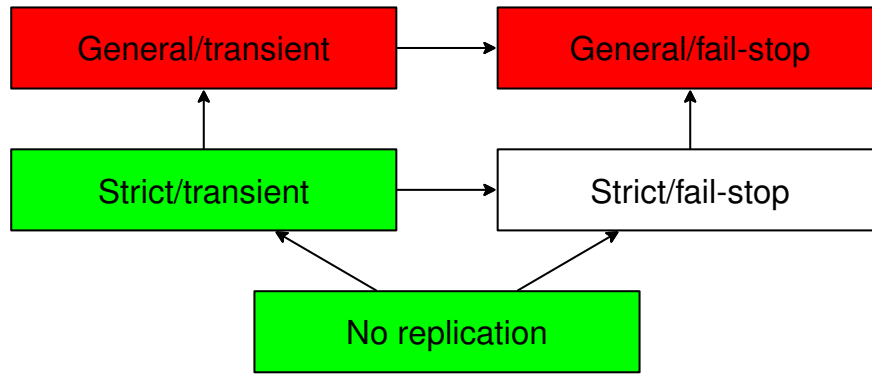 General/transient
General/fail-stop
Strict/transient
Strict/fail-stop
No replication